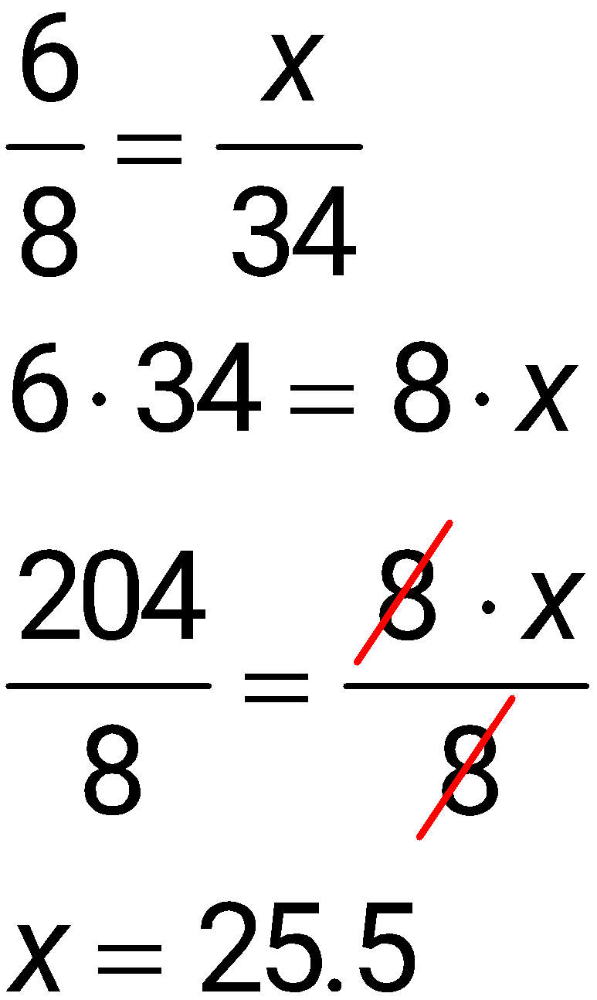 6/8 = x/34
6 · 34 = 8 · x
204/8 = 8 · x/8
x = 25.5